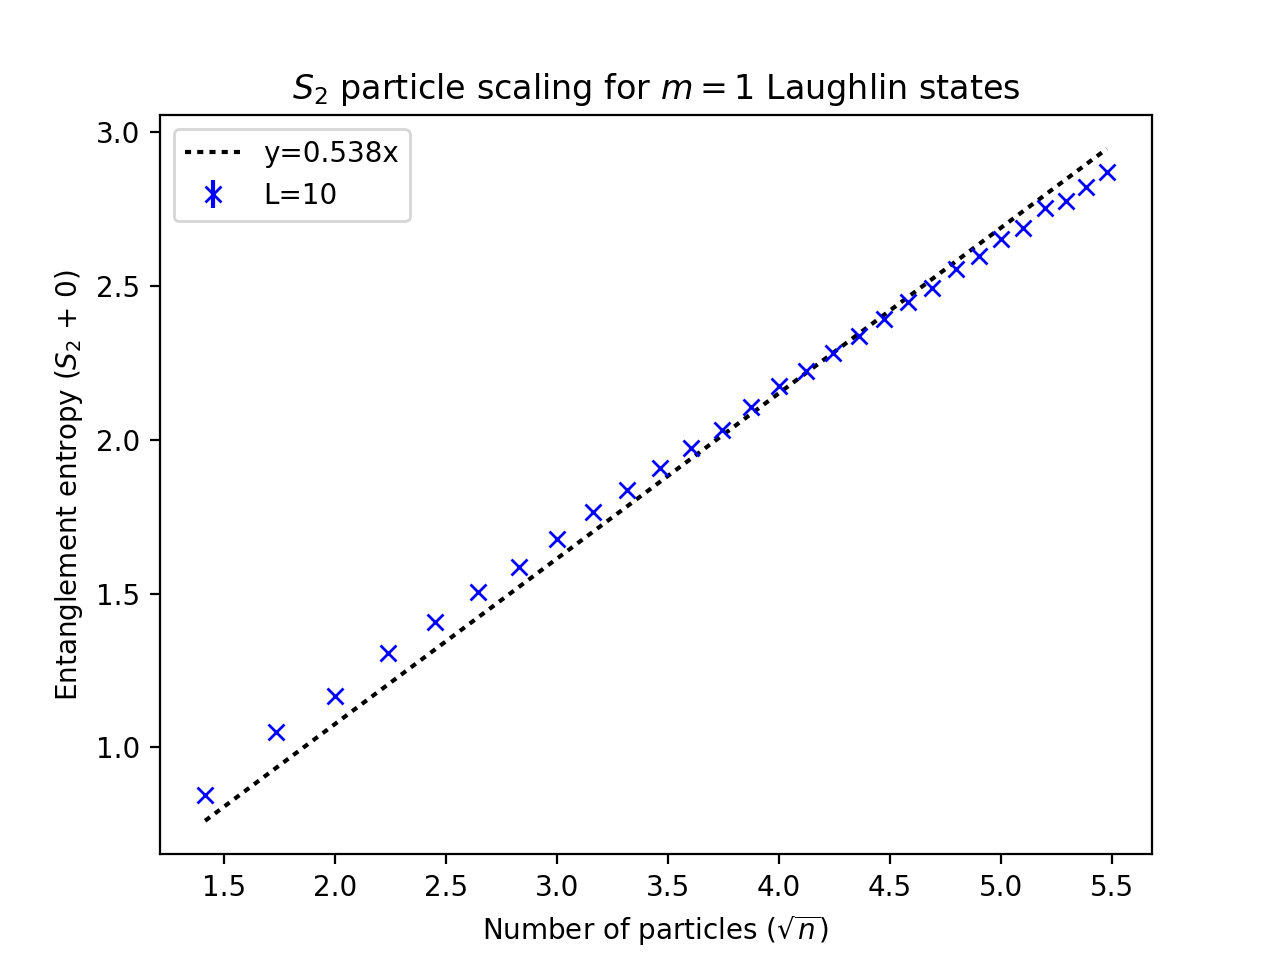 S₂ particle scaling for m = 1 Laughlin states
y=0.538x
L=10
Entanglement entropy (S₂ + 0)
3.0
2.5
2.0
1.5
1.0
1.5 2.0 2.5 3.0 3.5 4.0 4.5 5.0 5.5
Number of particles (√n)